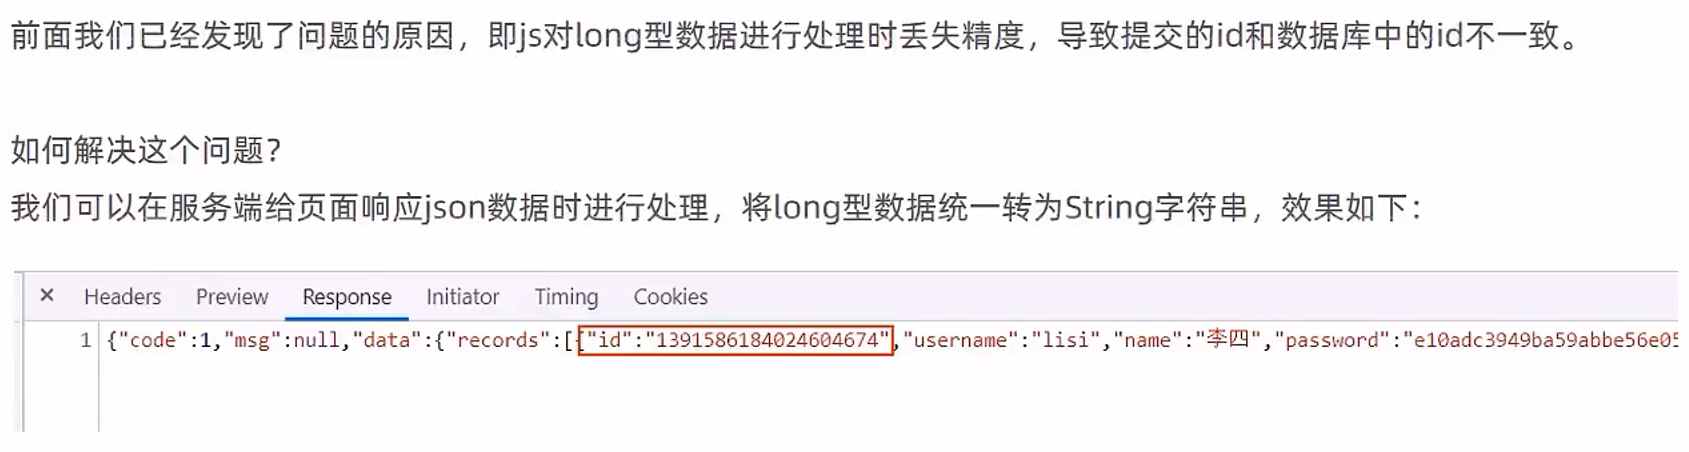 前面我们已经发现了问题的原因，即js对long型数据进行处理时丢失精度，导致提交的id和数据库中的id不一致。
如何解决这个问题？
我们可以在服务端给页面响应json数据时进行处理，将long型数据统一转为String字符串，效果如下：
× Headers Preview Response Initiator Timing Cookies
1 {"code":1,"msg":null,"data":{"records":[{"id":"1391586184024604674","username":"lisi","name":"李四","password":"e10adc3949ba59abbe56e05